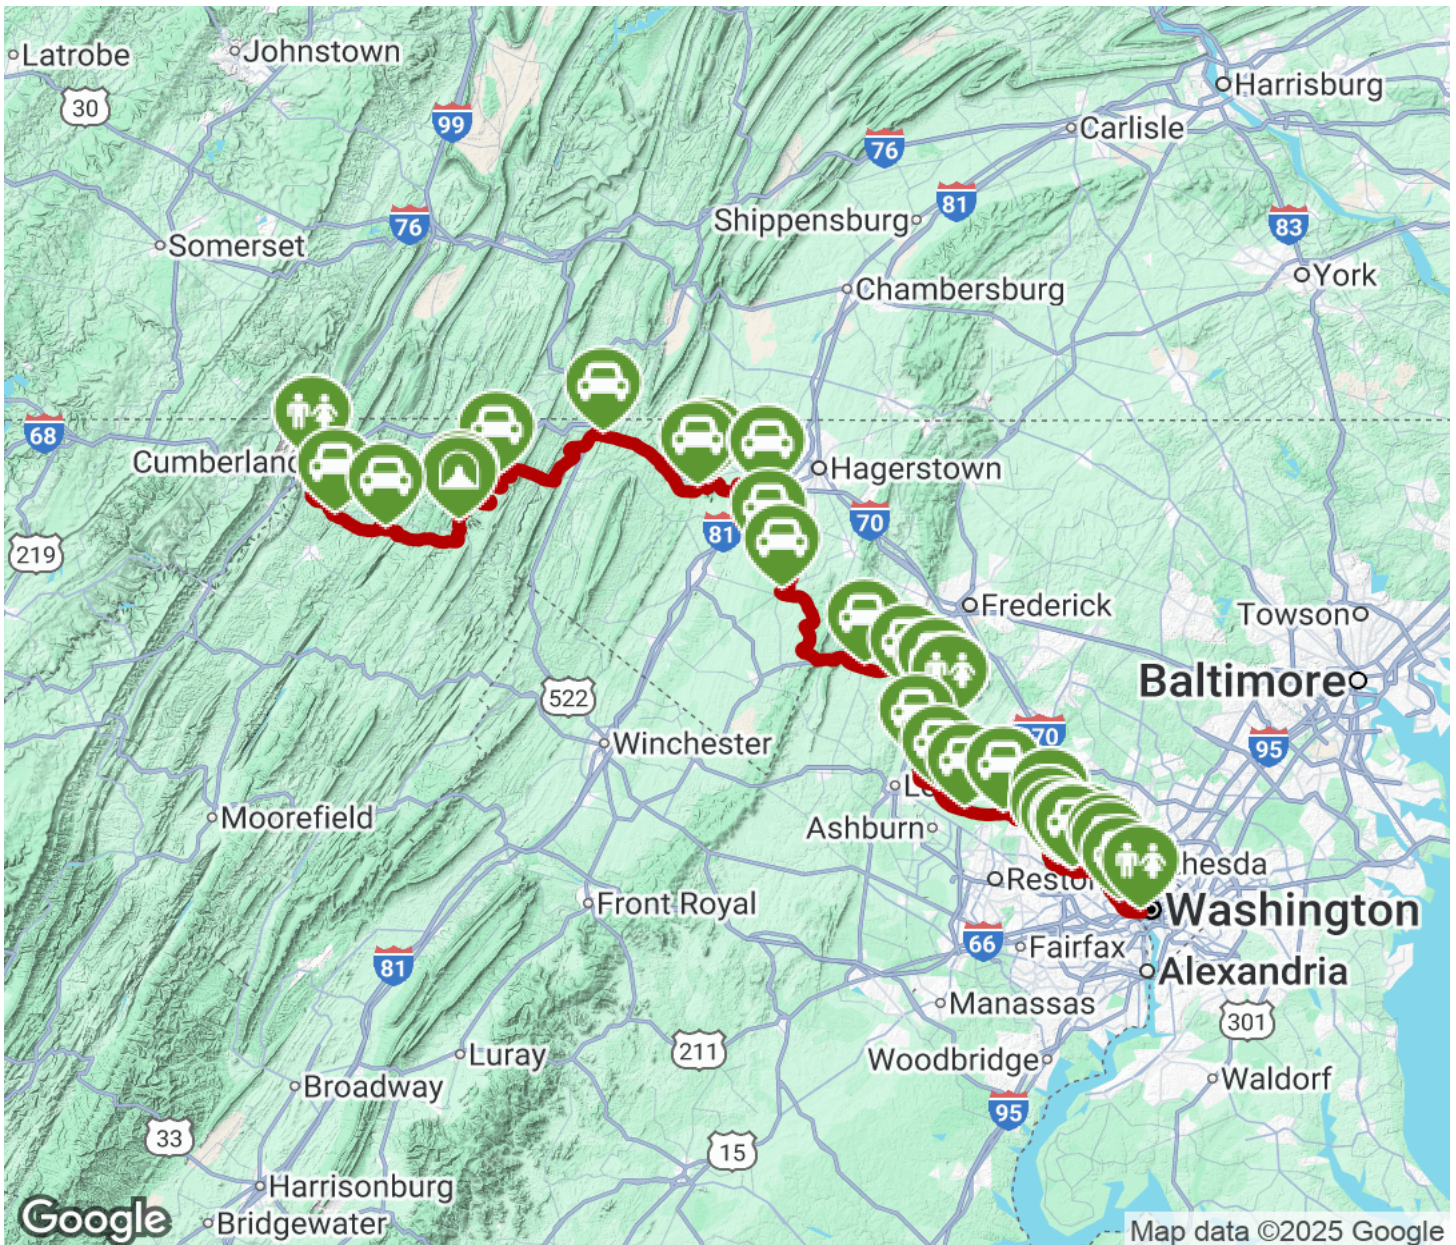 Latrobe
Johnstown
30
99
Harrisburg
Carlisle
76
81
Shippensburg
76
83
Somerset
York
Chambersburg
68
Cumberland
Hagerstown
70
81
219
Frederick
Towson
Baltimore
522
70
95
Winchester
Moorefield
Ashburn
Washington
Front Royal
66
Fairfax
81
Alexandria
Manassas
301
211
Luray
Woodbridge
Waldorf
Broadway
95
33
15
Harrisonburg
Bridgewater
Google
Map data ©2025 Google